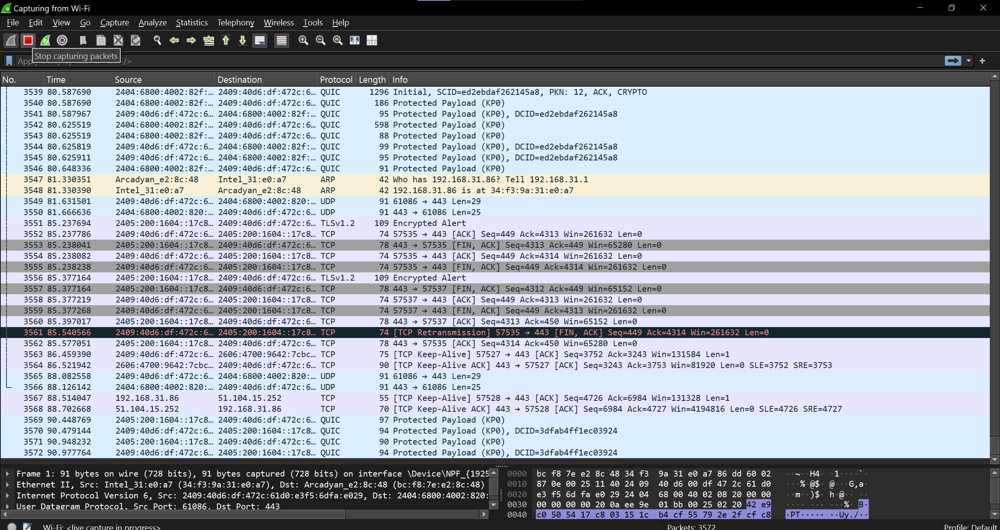 Capturing from Wi-Fi
File Edit View Go Capture Analyze Statistics Telephony Wireless Tools Help
Stop capturing packets
No. Time Source Destination Protocol Length Info
3539 80.587690 2404:6800:4002:82f:… 2409:40d6:df:472c:6… QUIC 1296 Initial, SCID=ed2ebdaf262145a8, PKN: 12, ACK, CRYPTO
3540 80.587690 2404:6800:4002:82f:… 2409:40d6:df:472c:6… QUIC 186 Protected Payload (KP0)
3541 80.587967 2409:40d6:df:472c:6… 2404:6800:4002:82f:… QUIC 95 Protected Payload (KP0), DCID=ed2ebdaf262145a8
3542 80.625519 2404:6800:4002:82f:… 2409:40d6:df:472c:6… QUIC 598 Protected Payload (KP0)
3543 80.625519 2404:6800:4002:82f:… 2409:40d6:df:472c:6… QUIC 88 Protected Payload (KP0)
3544 80.625819 2409:40d6:df:472c:6… 2404:6800:4002:82f:… QUIC 99 Protected Payload (KP0), DCID=ed2ebdaf262145a8
3545 80.625911 2409:40d6:df:472c:6… 2404:6800:4002:82f:… QUIC 95 Protected Payload (KP0), DCID=ed2ebdaf262145a8
3546 80.648336 2404:6800:4002:82f:… 2409:40d6:df:472c:6… QUIC 91 Protected Payload (KP0)
3547 81.330351 Arcadyan_e2:8c:48 Intel_31:e0:a7 ARP 42 Who has 192.168.31.86? Tell 192.168.31.1
3548 81.330390 Intel_31:e0:a7 Arcadyan_e2:8c:48 ARP 42 192.168.31.86 is at 34:f3:9a:31:e0:a7
3549 81.631501 2409:40d6:df:472c:6… 2404:6800:4002:820:… UDP 91 61086 → 443 Len=29
3550 81.666636 2404:6800:4002:820:… 2409:40d6:df:472c:6… UDP 91 443 → 61086 Len=25
3551 85.237694 2405:200:1604::17c8… 2409:40d6:df:472c:6… TLSv1.2 109 Encrypted Alert
3552 85.237786 2409:40d6:df:472c:6… 2405:200:1604::17c8… TCP 74 57535 → 443 [ACK] Seq=449 Ack=4313 Win=261632 Len=0
3553 85.238041 2405:200:1604::17c8… 2409:40d6:df:472c:6… TCP 78 443 → 57535 [FIN, ACK] Seq=4313 Ack=449 Win=65280 Len=0
3554 85.238082 2409:40d6:df:472c:6… 2405:200:1604::17c8… TCP 74 57535 → 443 [ACK] Seq=449 Ack=4314 Win=261632 Len=0
3555 85.238238 2409:40d6:df:472c:6… 2405:200:1604::17c8… TCP 74 57535 → 443 [FIN, ACK] Seq=449 Ack=4314 Win=261632 Len=0
3556 85.377164 2405:200:1604::17c8… 2409:40d6:df:472c:6… TLSv1.2 109 Encrypted Alert
3557 85.377164 2405:200:1604::17c8… 2409:40d6:df:472c:6… TCP 78 443 → 57537 [FIN, ACK] Seq=4312 Ack=449 Win=65152 Len=0
3558 85.377219 2409:40d6:df:472c:6… 2405:200:1604::17c8… TCP 74 57537 → 443 [ACK] Seq=449 Ack=4313 Win=261632 Len=0
3559 85.377268 2409:40d6:df:472c:6… 2405:200:1604::17c8… TCP 74 57537 → 443 [FIN, ACK] Seq=449 Ack=4313 Win=261632 Len=0
3560 85.397017 2405:200:1604::17c8… 2409:40d6:df:472c:6… TCP 78 443 → 57537 [ACK] Seq=4313 Ack=450 Win=65152 Len=0
3561 85.540566 2409:40d6:df:472c:6… 2405:200:1604::17c8… TCP 74 [TCP Retransmission] 57535 → 443 [FIN, ACK] Seq=449 Ack=4314 Win=261632 Len=0
3562 85.577051 2405:200:1604::17c8… 2409:40d6:df:472c:6… TCP 78 443 → 57535 [ACK] Seq=4314 Ack=450 Win=65280 Len=0
3563 86.459390 2409:40d6:df:472c:6… 2606:4700:9642:7cbc… TCP 75 [TCP Keep-Alive] 57527 → 443 [ACK] Seq=3752 Ack=3243 Win=131584 Len=1
3564 86.521942 2606:4700:9642:7cbc… 2409:40d6:df:472c:6… TCP 90 [TCP Keep-Alive ACK] 443 → 57527 [ACK] Seq=3243 Ack=3753 Win=81920 Len=0 SLE=3752 SRE=3753
3565 88.082558 2409:40d6:df:472c:6… 2404:6800:4002:820:… UDP 91 61086 → 443 Len=29
3566 88.126142 2404:6800:4002:820:… 2409:40d6:df:472c:6… UDP 91 443 → 61086 Len=25
3567 88.514047 192.168.31.86 51.104.15.252 TCP 55 [TCP Keep-Alive] 57528 → 443 [ACK] Seq=4726 Ack=6984 Win=131328 Len=1
3568 88.702668 51.104.15.252 192.168.31.86 TCP 70 [TCP Keep-Alive ACK] 443 → 57528 [ACK] Seq=6984 Ack=4727 Win=4194816 Len=0 SLE=4726 SRE=4727
3569 90.448769 2405:200:1604::17c8… 2409:40d6:df:472c:6… QUIC 97 Protected Payload (KP0)
3570 90.479144 2409:40d6:df:472c:6… 2405:200:1604::17c8… QUIC 94 Protected Payload (KP0), DCID=3dfab4ff1ec03924
3571 90.948232 2405:200:1604::17c8… 2409:40d6:df:472c:6… QUIC 90 Protected Payload (KP0)
3572 90.977764 2409:40d6:df:472c:6… 2405:200:1604::17c8… QUIC 94 Protected Payload (KP0), DCID=3dfab4ff1ec03924
Frame 1: 91 bytes on wire (728 bits), 91 bytes captured (728 bits) on interface \Device\NPF_{1925
Ethernet II, Src: Intel_31:e0:a7 (34:f3:9a:31:e0:a7), Dst: Arcadyan_e2:8c:48 (bc:f8:7e:e2:8c:48)
Internet Protocol Version 6, Src: 2409:40d6:df:472c:61d0:e3f5:6dfa:e029, Dst: 2404:6800:4002:820:
User Datagram Protocol, Src Port: 61086, Dst Port: 443
0000 bc f8 7e e2 8c 48 34 f3 9a 31 e0 a7 86 dd 60 02 ··~··H4· ·1····`·
0010 87 0e 00 25 11 40 24 09 40 d6 00 df 47 2c 61 d0 ···%·@$· @···G,a·
0020 e3 f5 6d fa e0 29 24 04 68 00 40 02 08 20 00 00 ··m··)$· h·@·· ··
0030 00 00 00 00 20 0a ee 9e 01 bb 00 25 02 20 42 e9 ···· ··· ···%· B·
0040 c0 50 54 17 c8 03 15 1c b4 cf 55 79 2e 2f cf c8 ·PT····· ··Uy./··
Wi-Fi: <live capture in progress>
Packets: 3572
Profile: Default